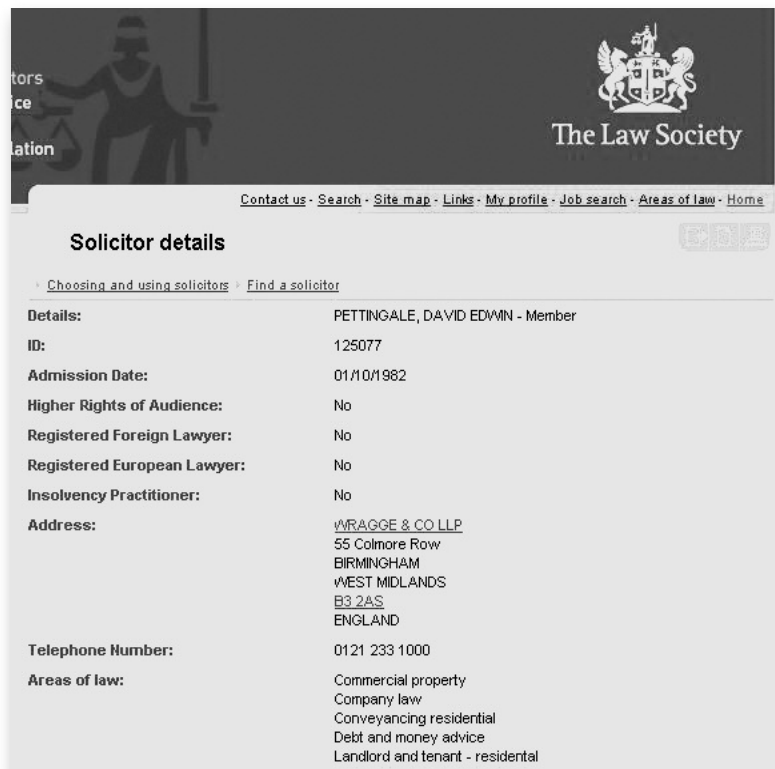 tors
ice
lation
The Law Society
Contact us - Search - Site map - Links - My profile - Job search - Areas of law - Home
Solicitor details
Choosing and using solicitors Find a solicitor
Details: PETTINGALE, DAVID EDWIN - Member
ID: 125077
Admission Date: 01/10/1982
Higher Rights of Audience: No
Registered Foreign Lawyer: No
Registered European Lawyer: No
Insolvency Practitioner: No
Address: WRAGGE & CO LLP
55 Colmore Row
BIRMINGHAM
WEST MIDLANDS
B3 2AS
ENGLAND
Telephone Number: 0121 233 1000
Areas of law: Commercial property
Company law
Conveyancing residential
Debt and money advice
Landlord and tenant - residental